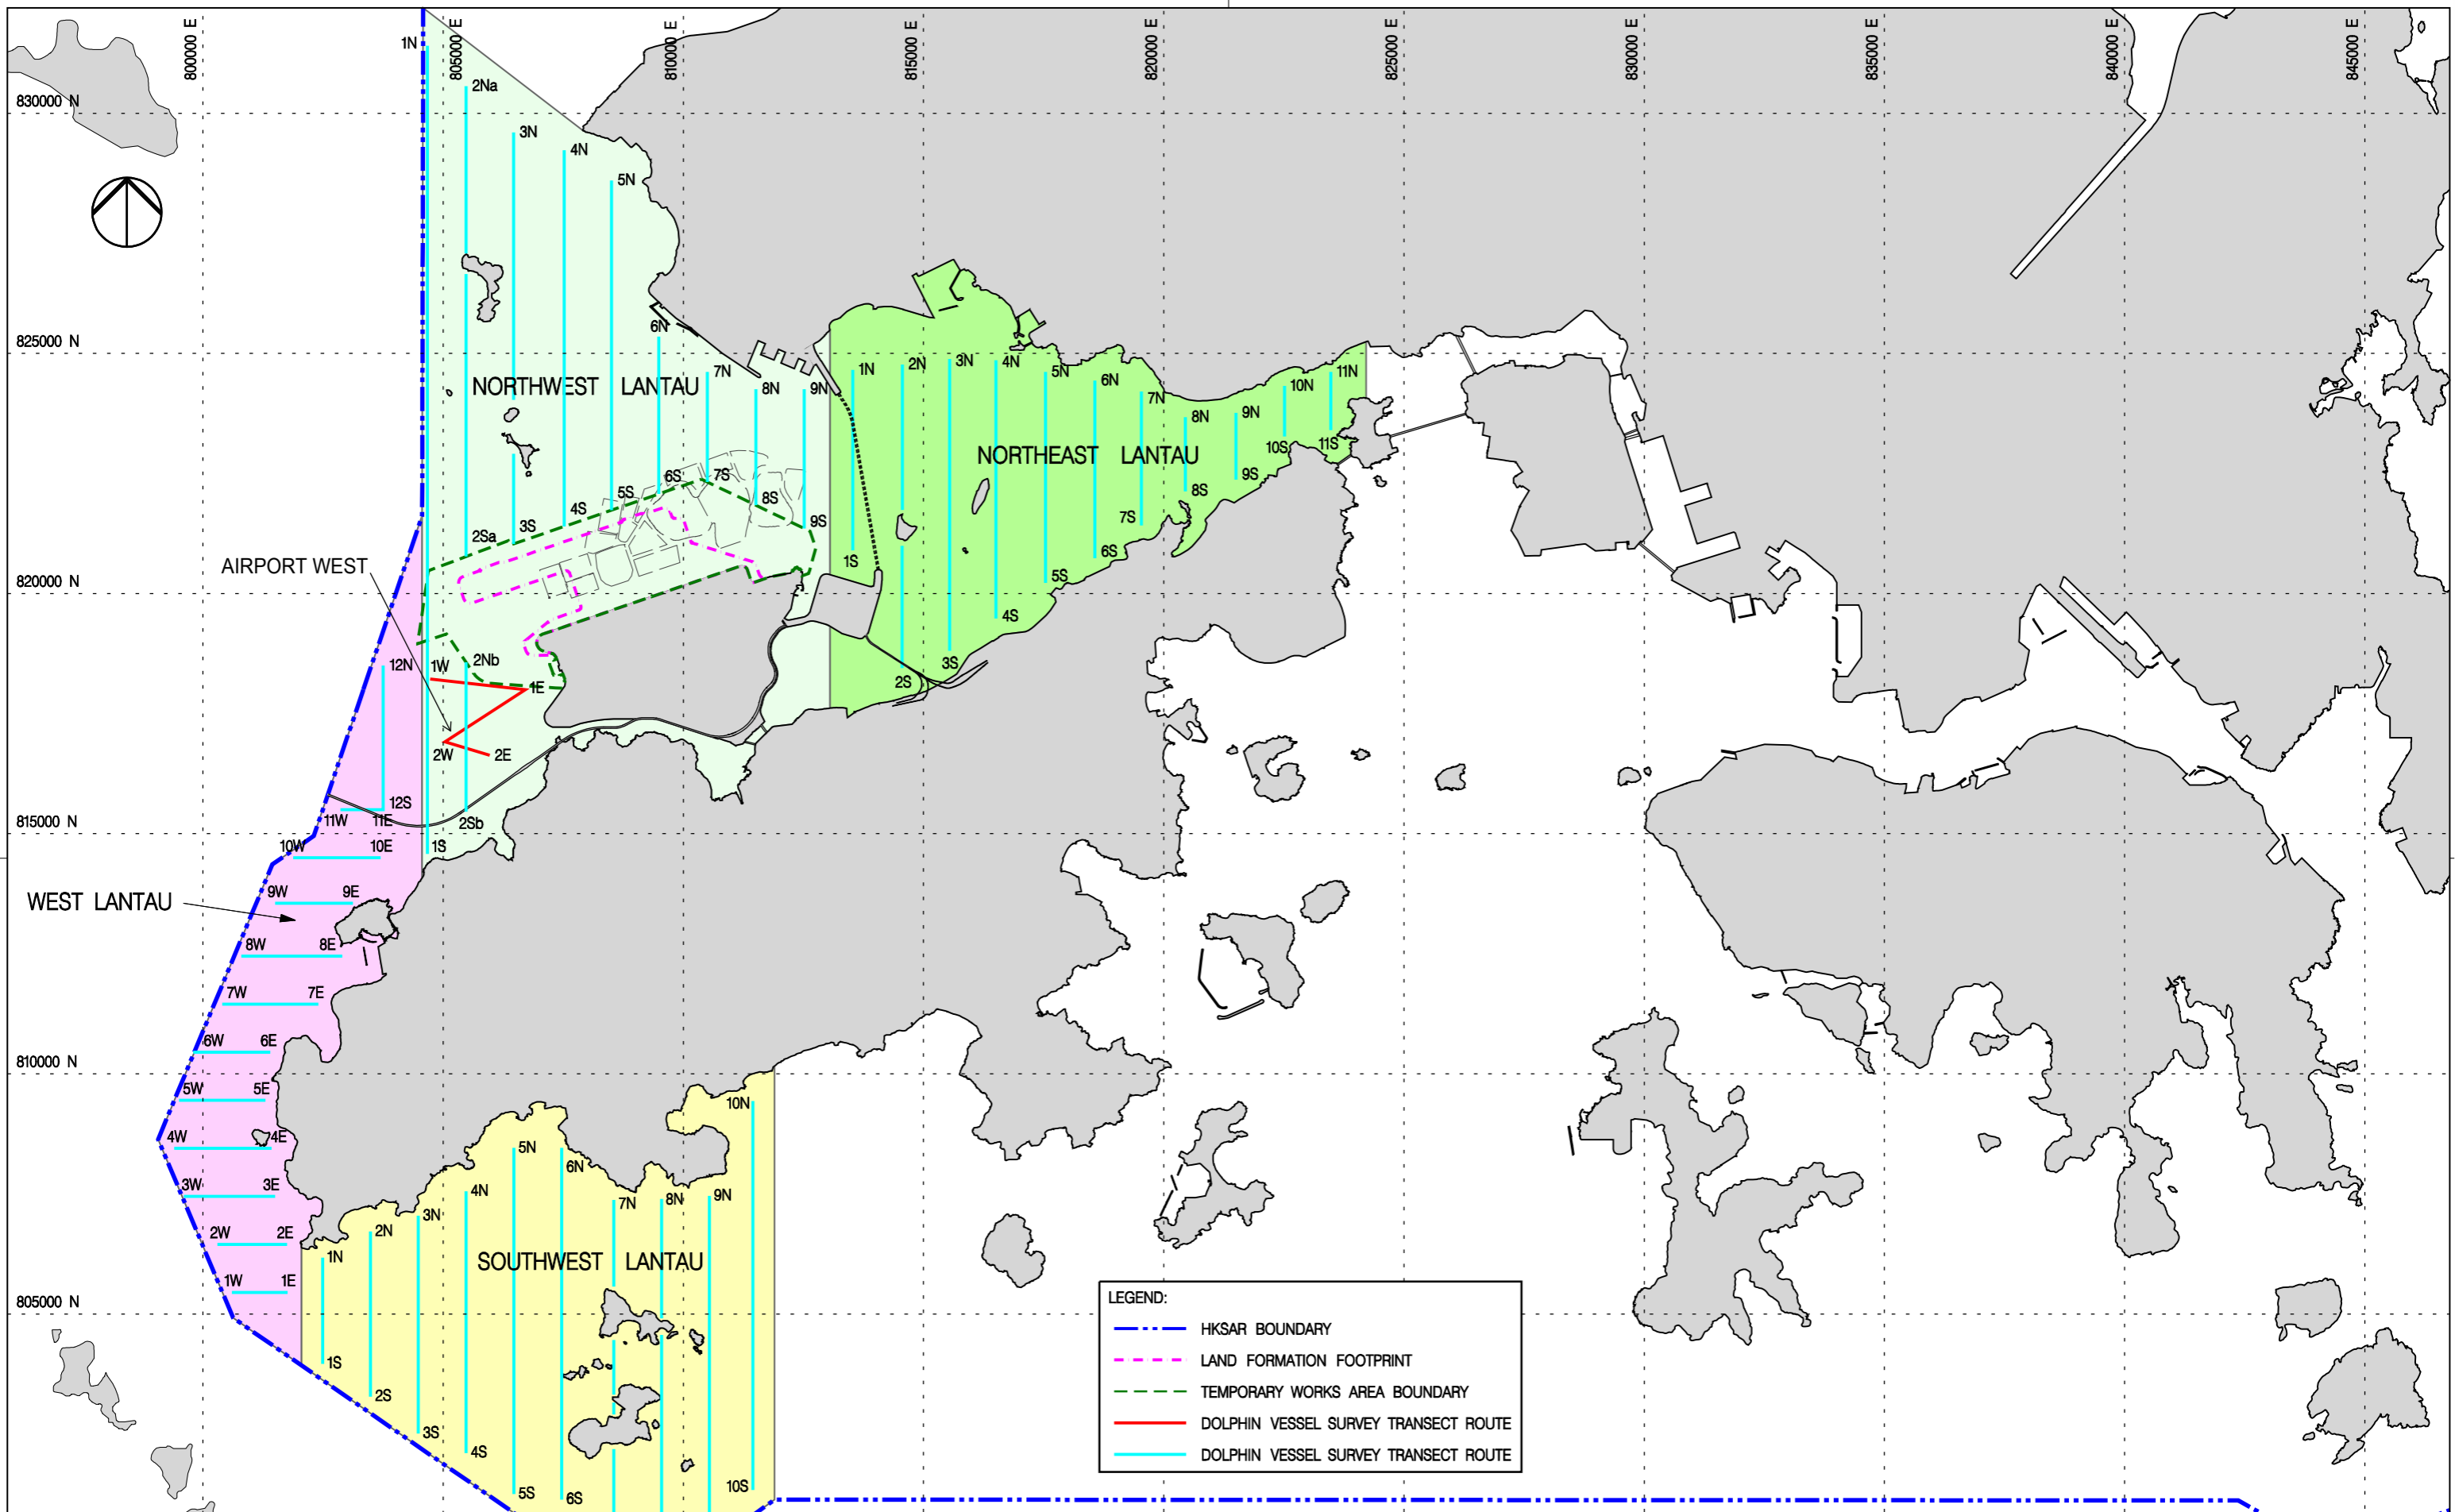 800000 E
805000 E
810000 E
815000 E
820000 E
825000 E
830000 E
835000 E
840000 E
845000 E
830000 N
825000 N
820000 N
815000 N
810000 N
805000 N
1N
2Na
3N
4N
5N
6N
7N
8N
9N
NORTHWEST LANTAU
2Sa
3S
4S
5S
6S
7S
8S
9S
1N
2N
3N
4N
5N
6N
7N
8N
9N
10N
11N
NORTHEAST LANTAU
1S
2S
3S
4S
5S
6S
7S
8S
9S
10S
11S
AIRPORT WEST
12N
1W
2Nb
1E
2W
2E
12S
11W
11E
2Sb
1S
10W
10E
WEST LANTAU
9W
9E
8W
8E
7W
7E
6W
6E
5W
5E
4W
4E
3W
3E
2W
2E
1W
1E
1N
2N
3N
4N
5N
6N
7N
8N
9N
10N
SOUTHWEST LANTAU
1S
2S
3S
4S
5S
6S
10S
LEGEND:
HKSAR BOUNDARY
LAND FORMATION FOOTPRINT
TEMPORARY WORKS AREA BOUNDARY
DOLPHIN VESSEL SURVEY TRANSECT ROUTE
DOLPHIN VESSEL SURVEY TRANSECT ROUTE